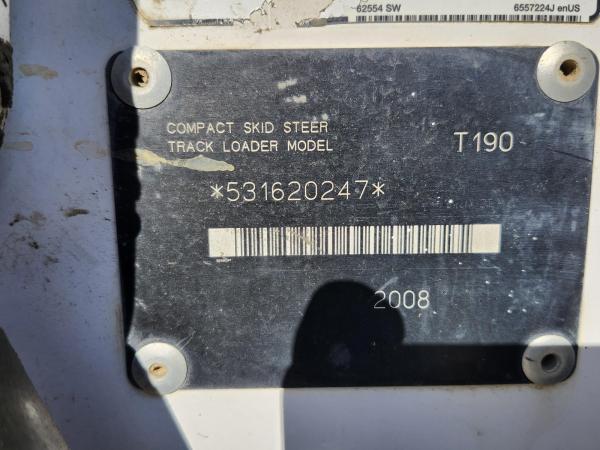 62554 SW 6557224J enUS
COMPACT SKID STEER
TRACK LOADER MODEL T190
*531620247*
2008